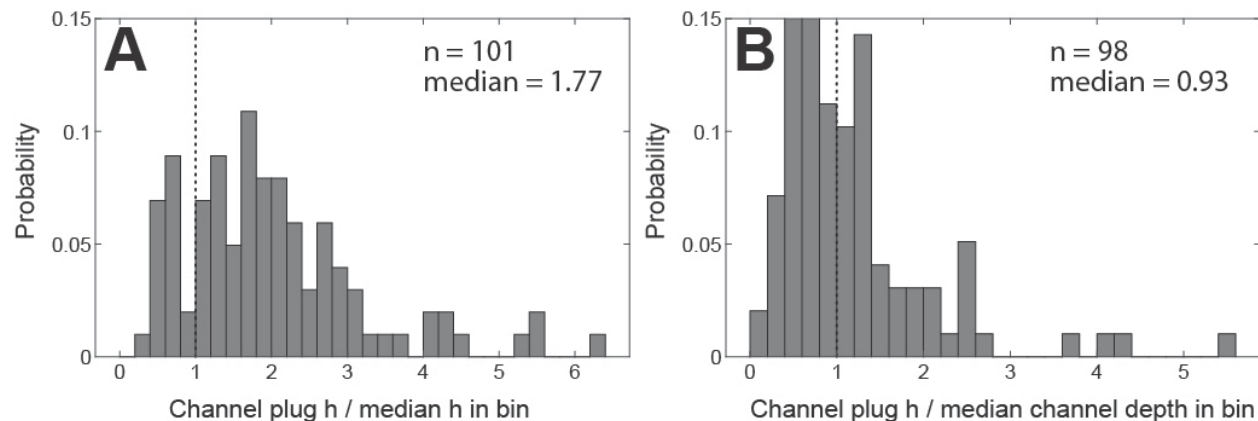 A
n = 101
median = 1.77
Probability
0.15
0.1
0.05
0
0 1 2 3 4 5 6
Channel plug h / median h in bin
B
n = 98
median = 0.93
Probability
0.15
0.1
0.05
0
0 1 2 3 4 5
Channel plug h / median channel depth in bin